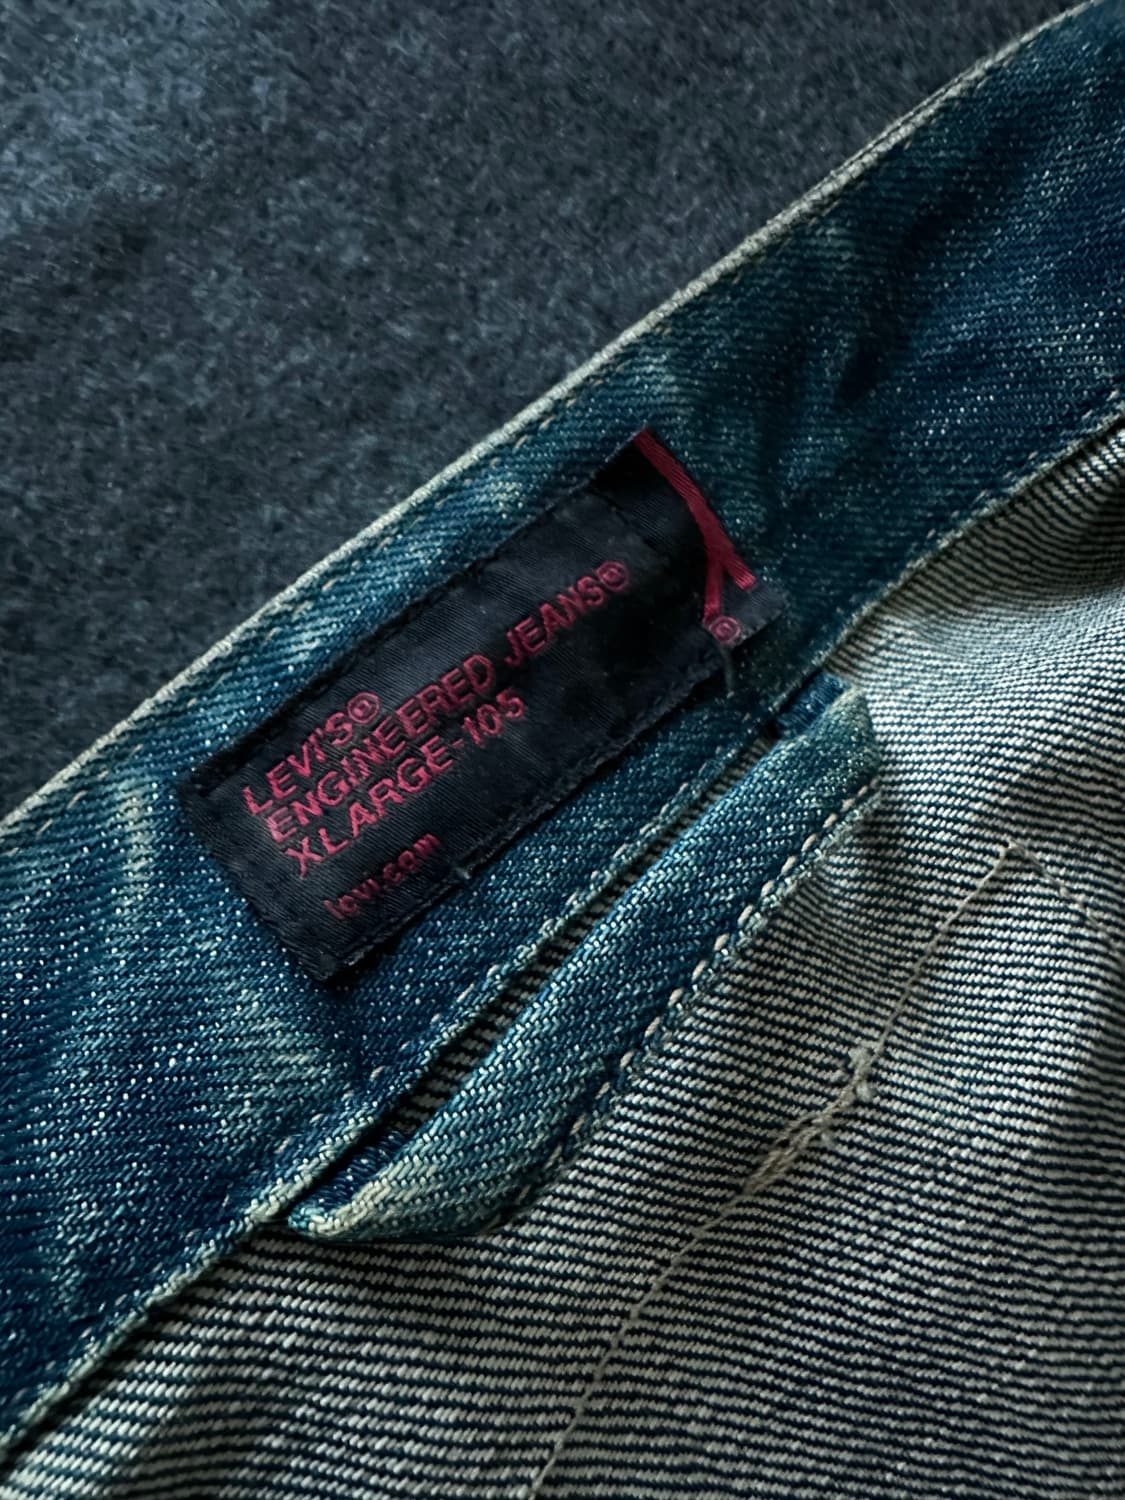 LEVI'S®
ENGINEERED JEANS®
XLARGE-105
levi.com
®